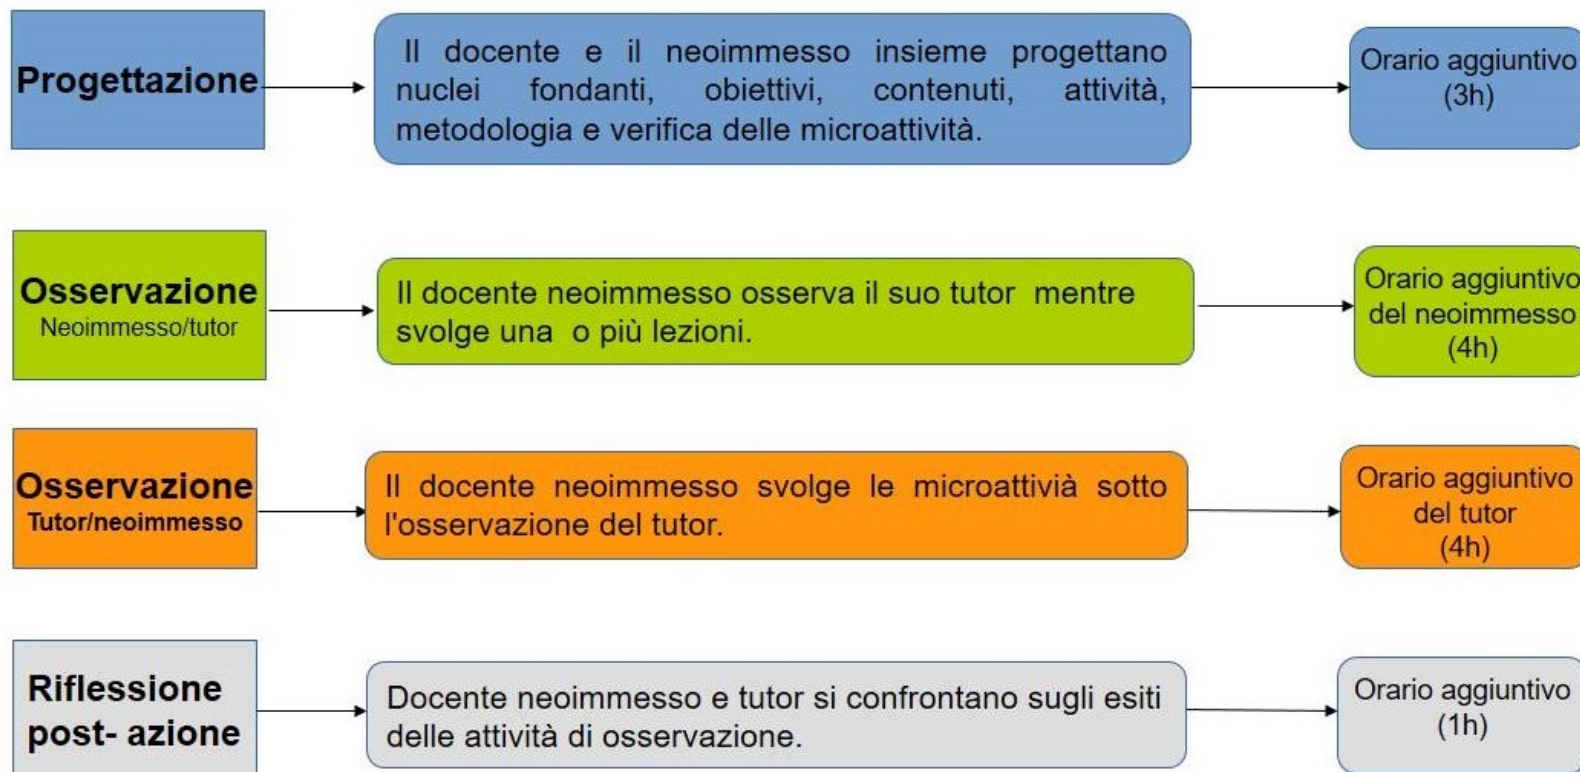 Progettazione
Il docente e il neoimmesso insieme progettano
nuclei fondanti, obiettivi, contenuti, attività,
metodologia e verifica delle microattività.
Orario aggiuntivo
(3h)
Osservazione
Neoimmesso/tutor
Il docente neoimmesso osserva il suo tutor mentre
svolge una o più lezioni.
Orario aggiuntivo
del neoimmesso
(4h)
Osservazione
Tutor/neoimmesso
Il docente neoimmesso svolge le microattivià sotto
l'osservazione del tutor.
Orario aggiuntivo
del tutor
(4h)
Riflessione
post- azione
Docente neoimmesso e tutor si confrontano sugli esiti
delle attività di osservazione.
Orario aggiuntivo
(1h)